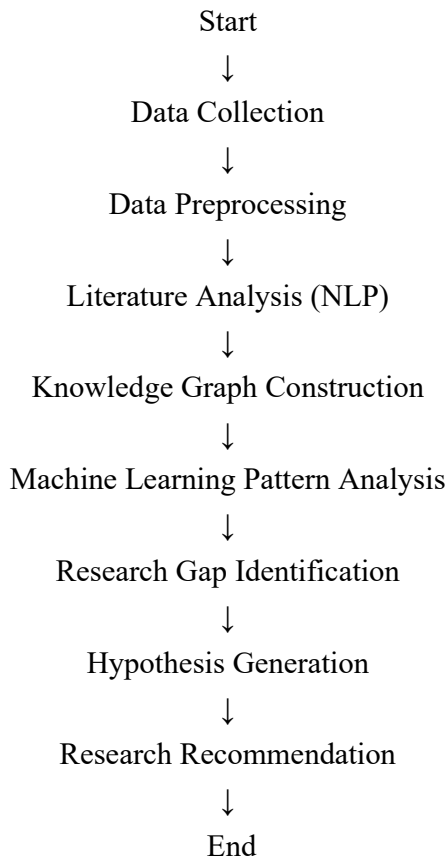 Start
↓
Data Collection
↓
Data Preprocessing
↓
Literature Analysis (NLP)
↓
Knowledge Graph Construction
↓
Machine Learning Pattern Analysis
↓
Research Gap Identification
↓
Hypothesis Generation
↓
Research Recommendation
↓
End